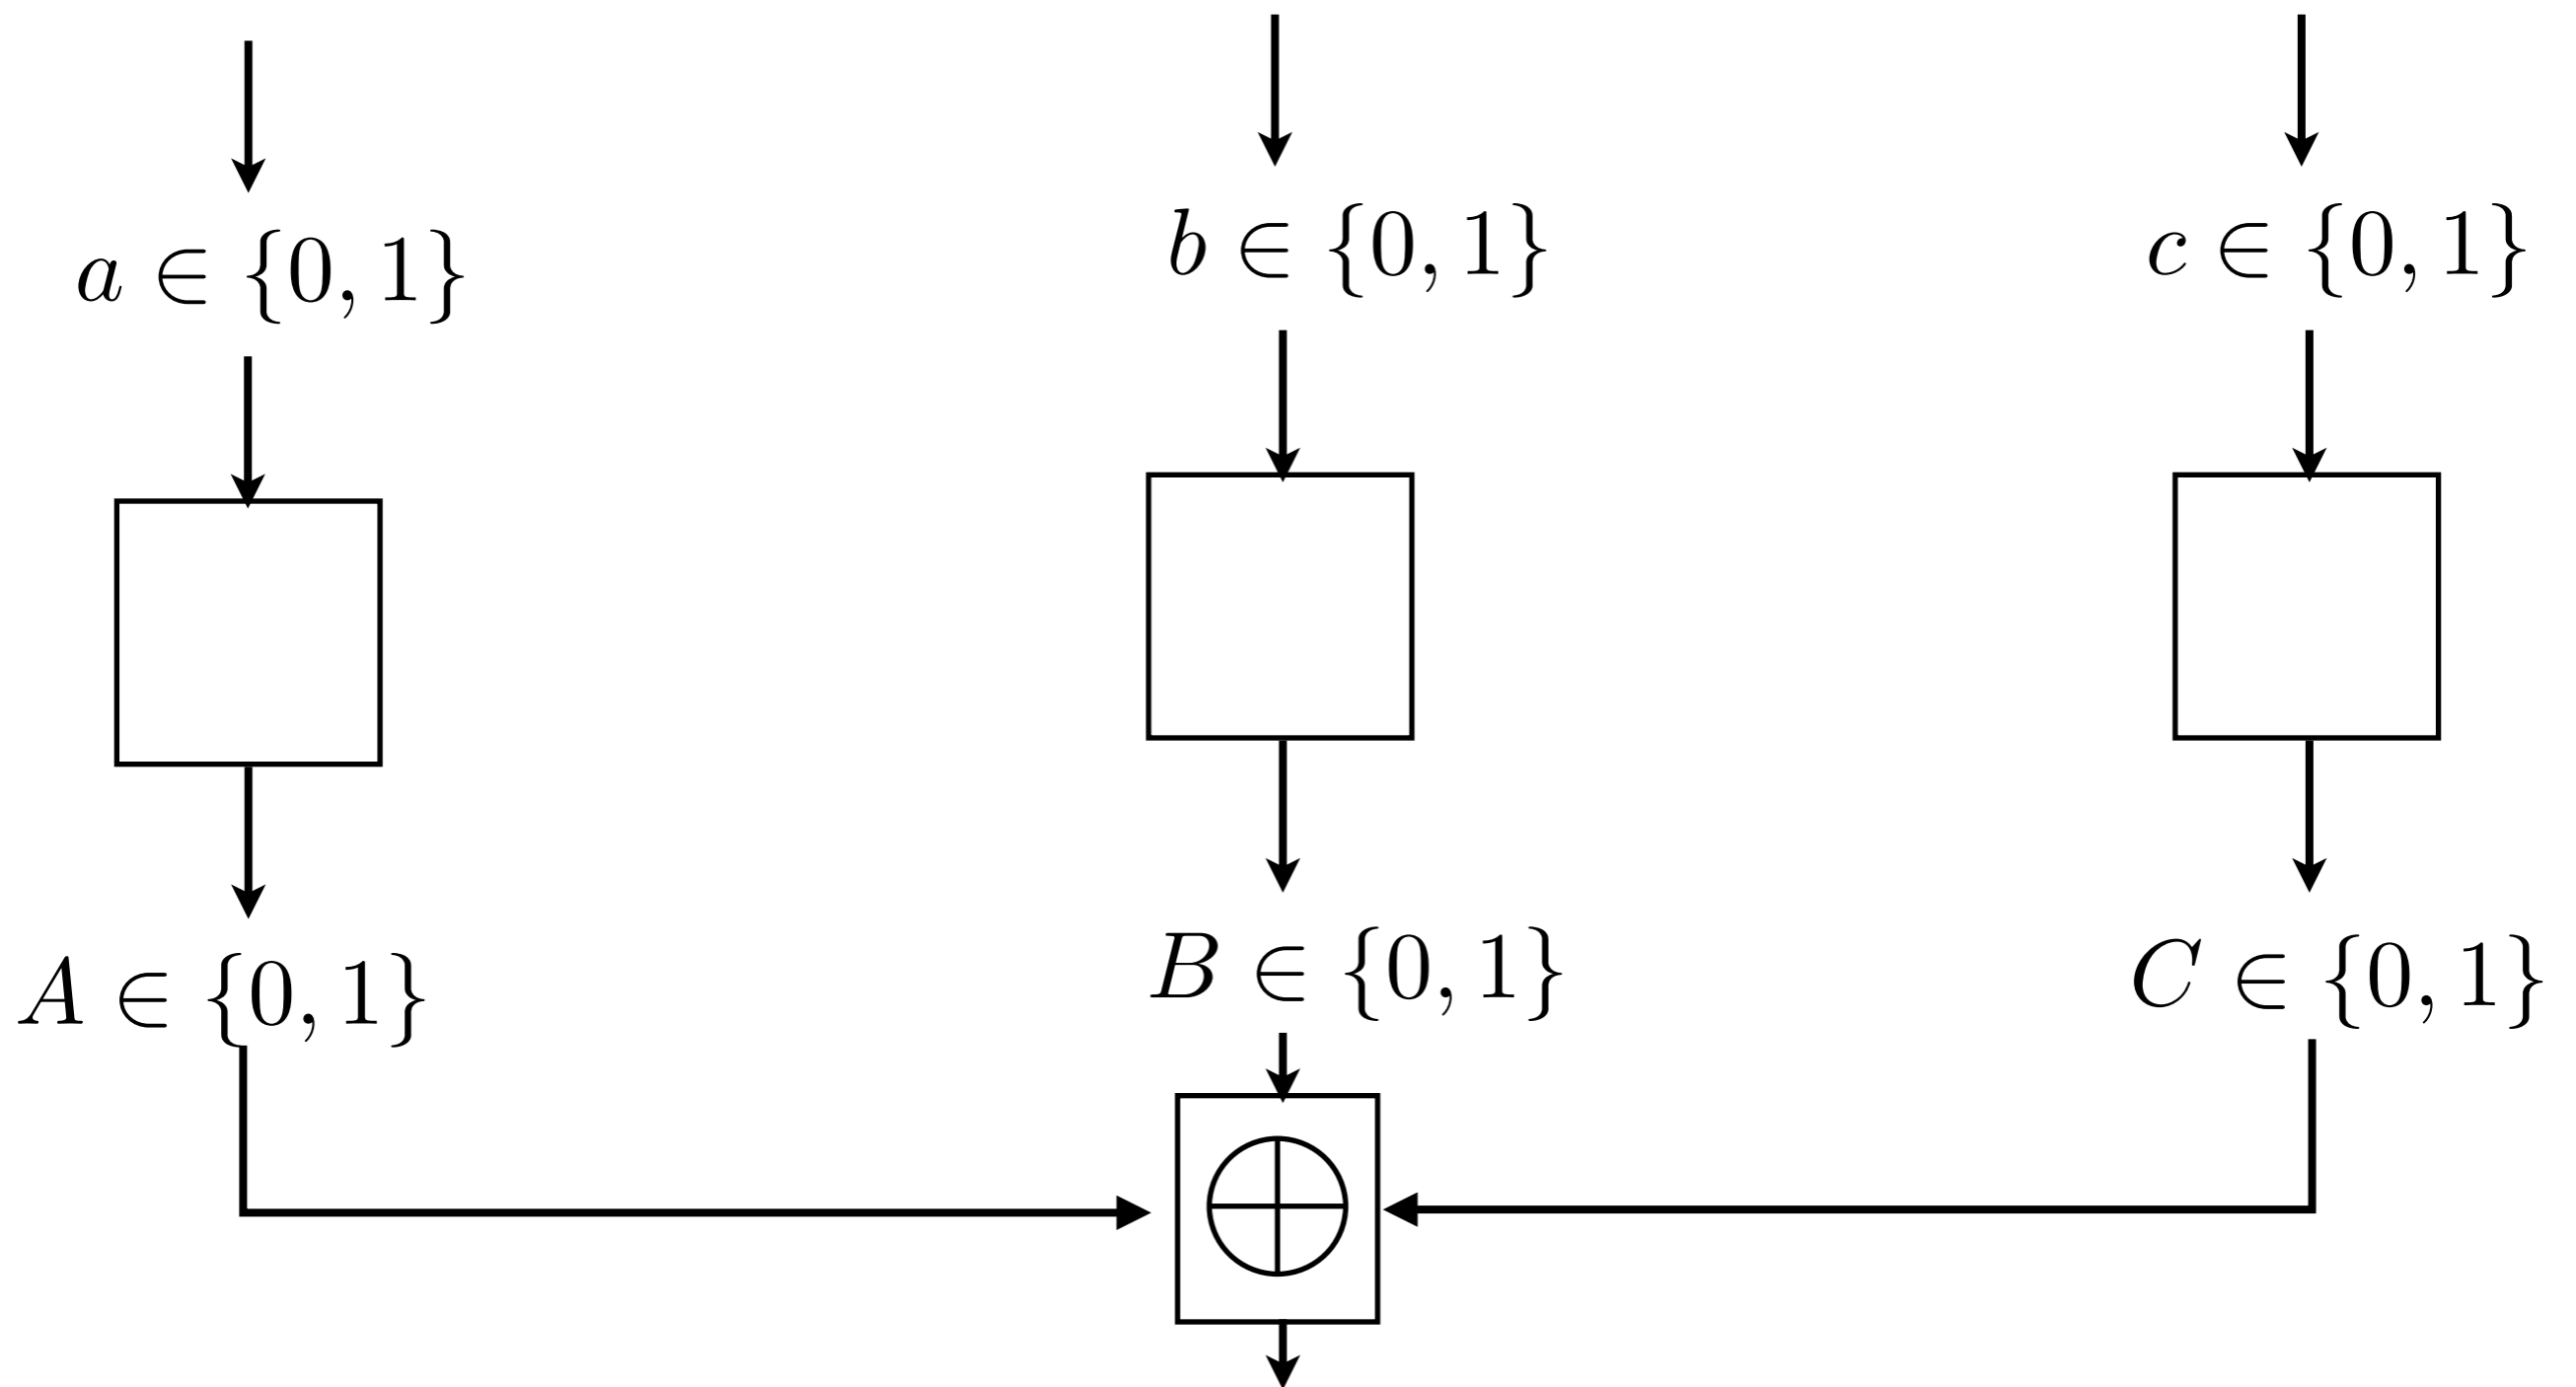 a ∈ {0, 1}
b ∈ {0, 1}
c ∈ {0, 1}
A ∈ {0, 1}
B ∈ {0, 1}
C ∈ {0, 1}
⊕